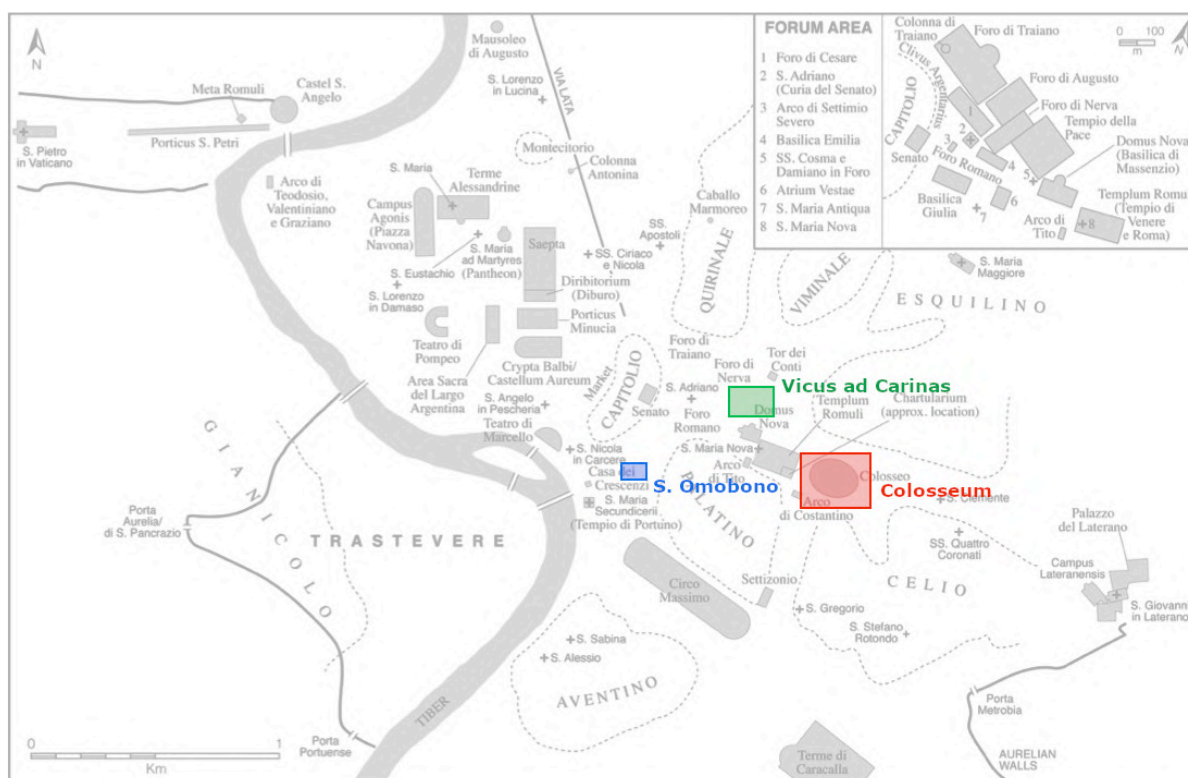 N
Mausoleo
di Augusto
S. Lorenzo
in Lucina
VIA LATA
Meta Romuli
Castel S.
Angelo
S. Pietro
in Vaticano
Porticus S. Petri
Arco di
Teodosio,
Valentiniano
e Graziano
Montecitorio
Colonna
Antonina
S. Maria
Terme
Alessandrine
Campus
Agonis
(Piazza
Navona)
S. Eustachio
S. Maria
ad Martyres
(Pantheon)
Saepta
SS. Ciriaco
e Nicola
SS.
Apostoli
Caballo
Marmoreo
S. Lorenzo
in Damaso
Diribitorium
(Diburo)
Porticus
Minucia
Teatro di
Pompeo
Area Sacra
del Largo
Argentina
Crypta Balbi/
Castellum Aureum
S. Angelo
in Pescheria
Teatro di
Marcello
Market
CAPITOLIO
Senato
QUIRINALE
VIMINALE
ESQUILINO
S. Maria
Maggiore
Foro di
Traiano
Foro di
Nerva
Tor dei
Conti
S. Adriano
Vicus ad Carinas
Foro
Romano
Domus
Nova
Templum
Romuli
Chartularium
(approx. location)
S. Nicola
in Carcere
Casa dei
Crescenzi
S. Omobono
S. Maria Nova
Arco
di Tito
PALATINO
Colosseo
Colosseum
S. Clemente
Arco
di Costantino
S. Maria
Secundicerii
(Tempio di Portuno)
Palazzo
del Laterano
SS. Quattro
Coronati
Campus
Lateranensis
S. Giovanni
in Laterano
CELIO
GIANICOLO
Porta
Aurelia/
di S. Pancrazio
TRASTEVERE
Circo
Massimo
Settizonio
S. Gregorio
S. Stefano
Rotondo
S. Sabina
S. Alessio
AVENTINO
TIBER
Porta
Portuense
Porta
Metrobia
AURELIAN
WALLS
Terme di
Caracalla
0 1
Km
FORUM AREA
1 Foro di Cesare
2 S. Adriano
(Curia del Senato)
3 Arco di Settimio
Severo
4 Basilica Emilia
5 SS. Cosma e
Damiano in Foro
6 Atrium Vestae
7 S. Maria Antiqua
8 S. Maria Nova
Colonna di
Traiano
Foro di Traiano
0 100
m
N
Clivus Argentarius
Foro di Augusto
CAPITOLIO
1
Foro di Nerva
Tempio della
Pace
2
3
Senato
Foro Romano
4
5
Domus Nova
(Basilica di
Massenzio)
Basilica
Giulia
6
7
Arco di
Tito
8
Templum Romuli
(Tempio di
Venere
e Roma)